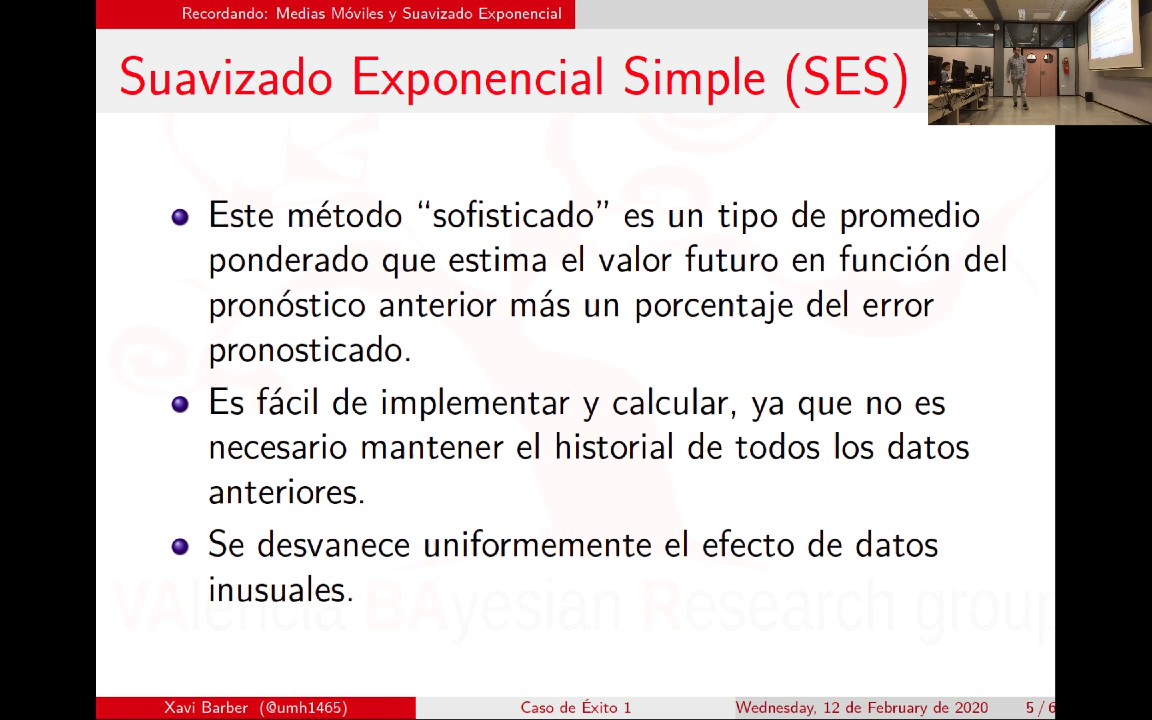 Recordando: Medias Móviles y Suavizado Exponencial
Suavizado Exponencial Simple (SES)
Este método “sofisticado” es un tipo de promedio
ponderado que estima el valor futuro en función del
pronóstico anterior más un porcentaje del error
pronosticado.
Es fácil de implementar y calcular, ya que no es
necesario mantener el historial de todos los datos
anteriores.
Se desvanece uniformemente el efecto de datos
inusuales.
VAlencia BAyesian Research group
Xavi Barber (@umh1465) Caso de Éxito 1 Wednesday, 12 de February de 2020 5 / 6